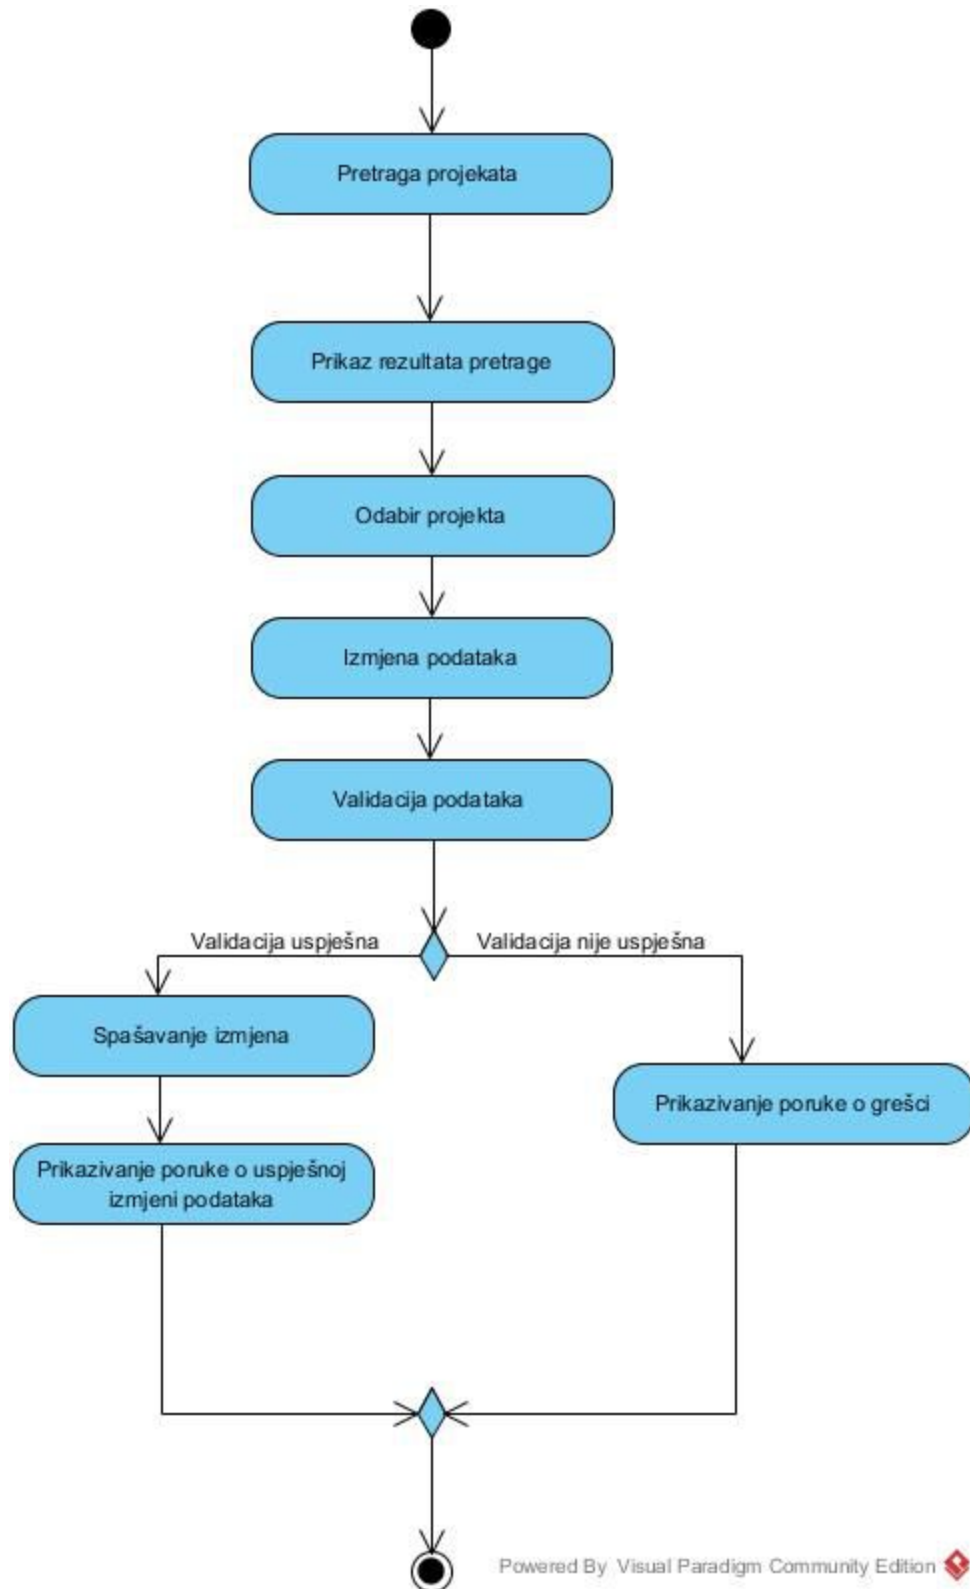 Pretraga projekata
Prikaz rezultata pretrage
Odabir projekta
Izmjena podataka
Validacija podataka
Validacija uspješna
Validacija nije uspješna
Spašavanje izmjena
Prikazivanje poruke o grešci
Prikazivanje poruke o uspješnoj
izmjeni podataka
Powered By Visual Paradigm Community Edition